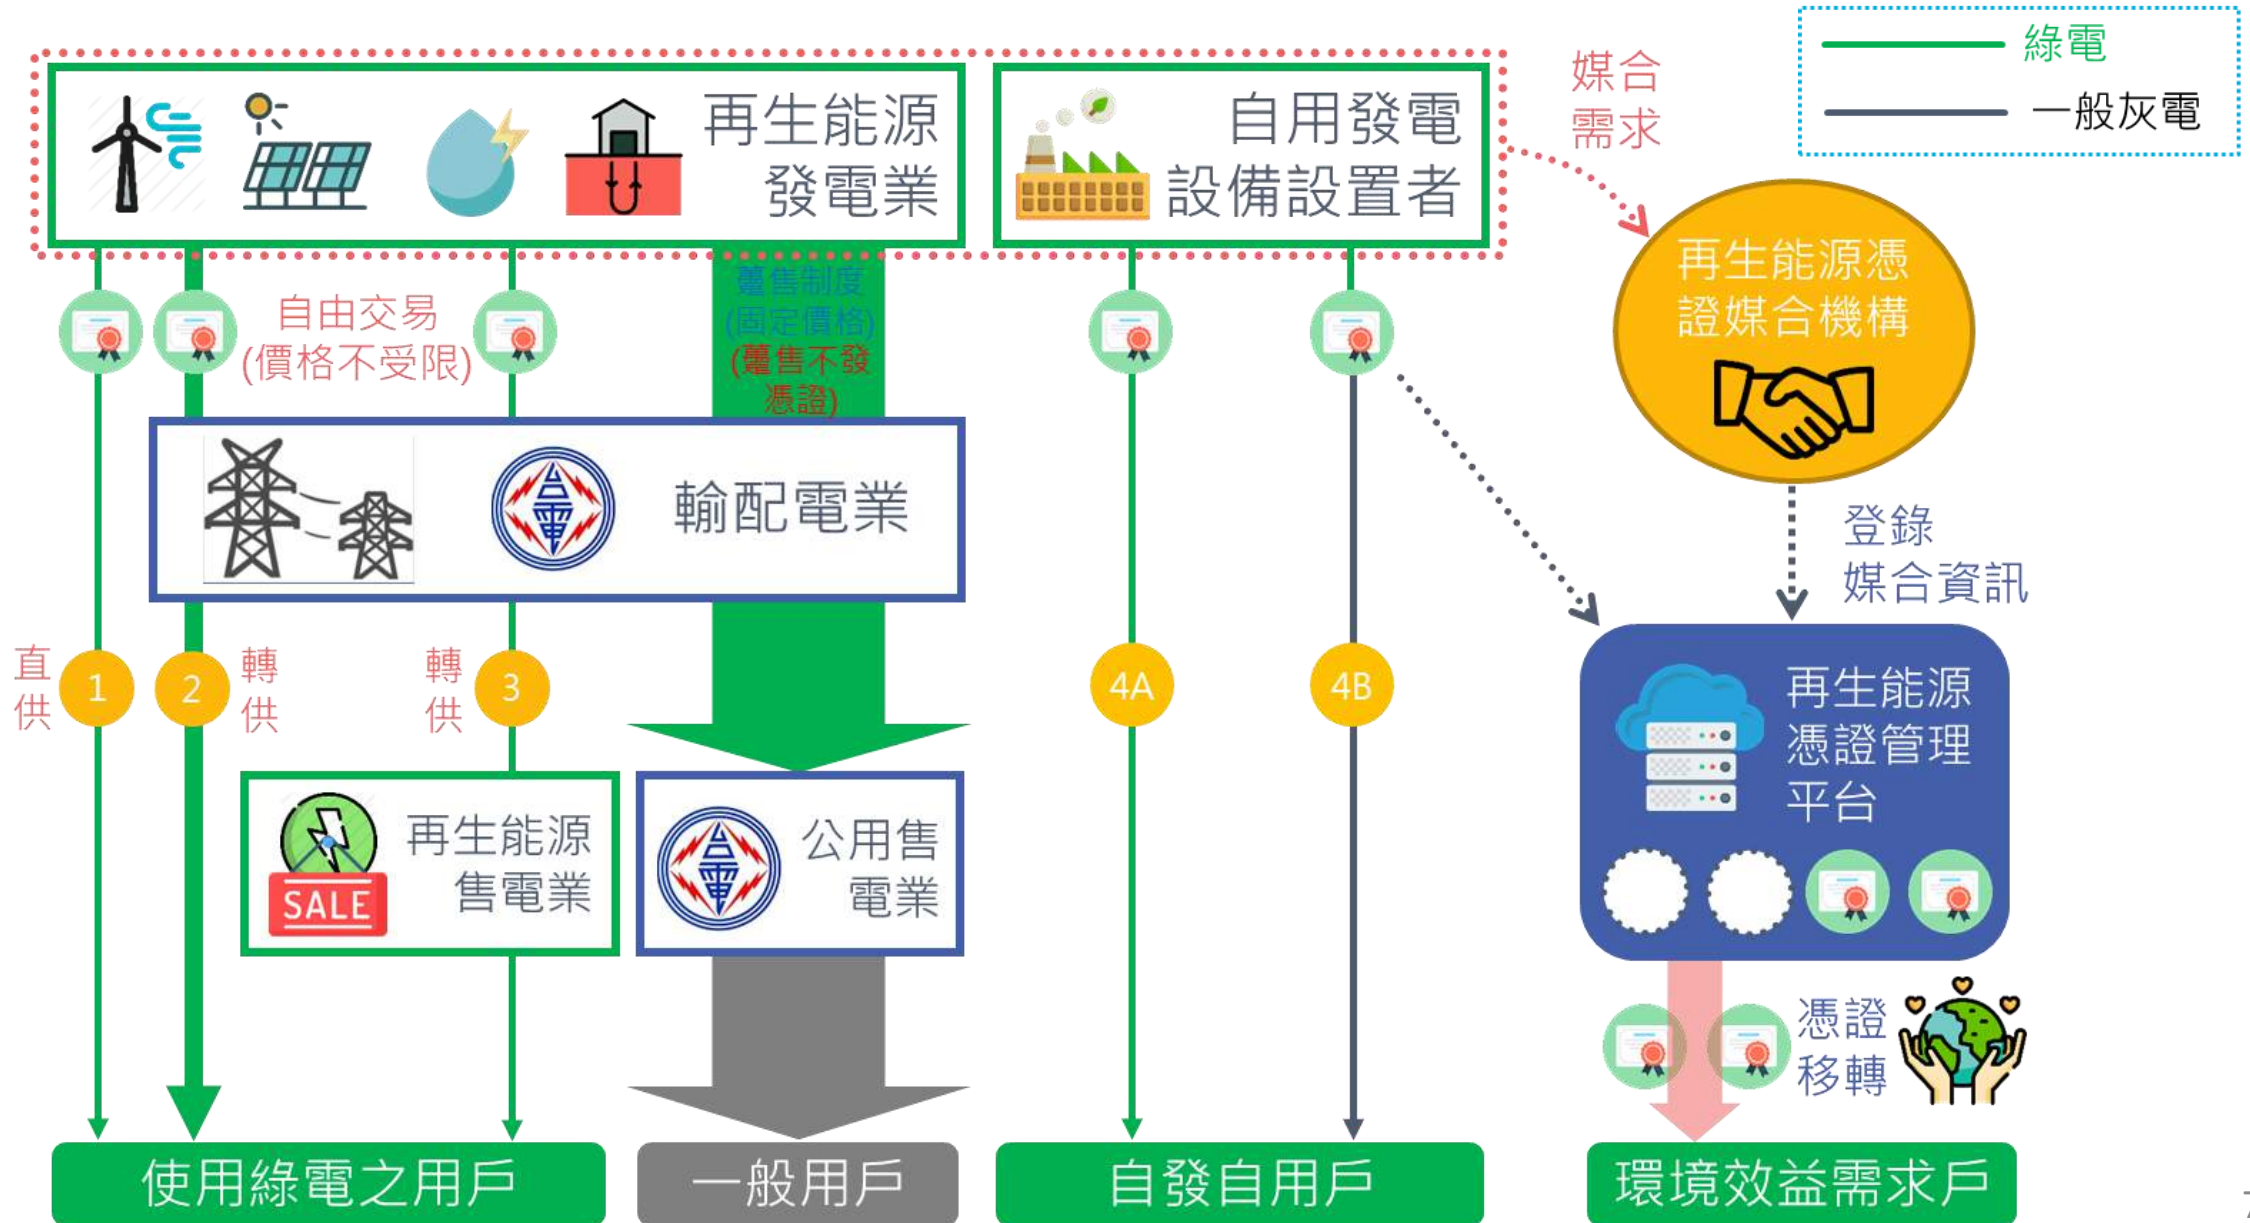 綠電
一般灰電
再生能源
發電業
自用發電
設備設置者
媒合
需求
再生能源憑
證媒合機構
自由交易
(價格不受限)
躉售制度
(固定價格)
(躉售不發
憑證)
輸配電業
台電
登錄
媒合資訊
直供
1
2
轉供
轉供
3
4A
4B
再生能源
憑證管理
平台
SALE
再生能源
售電業
台電
公用售
電業
憑證
移轉
使用綠電之用戶
一般用戶
自發自用戶
環境效益需求戶